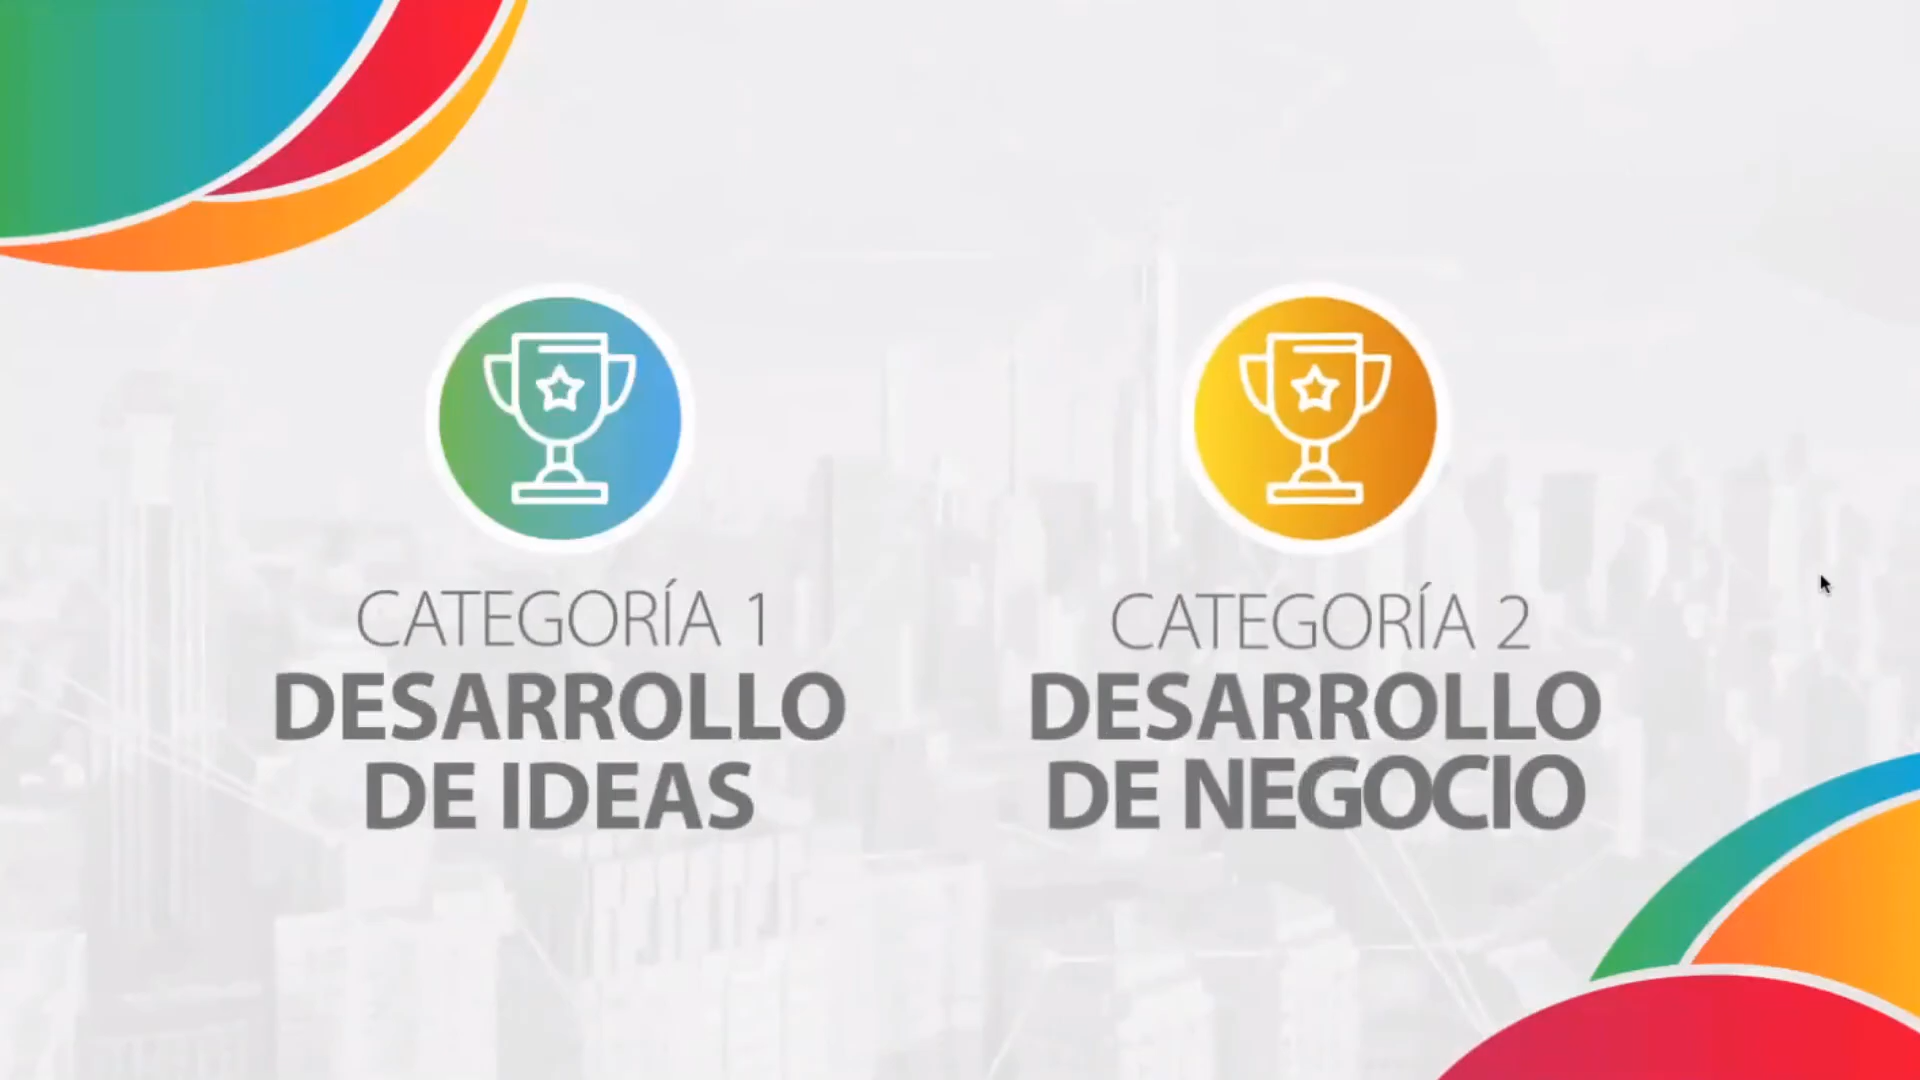 CATEGORÍA 1
DESARROLLO
DE IDEAS
CATEGORÍA 2
DESARROLLO
DE NEGOCIO